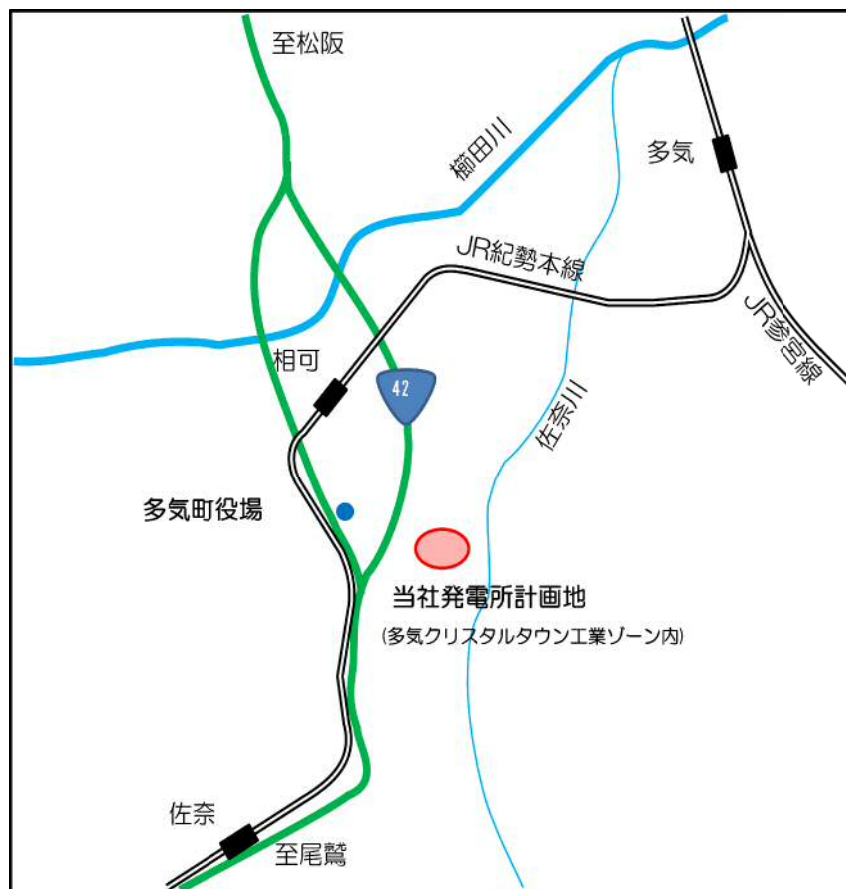 至松阪
櫛田川
多気
JR紀勢本線
JR参宮線
相可
42
佐奈川
多気町役場
当社発電所計画地
(多気クリスタルタウン工業ゾーン内)
佐奈
至尾鷲